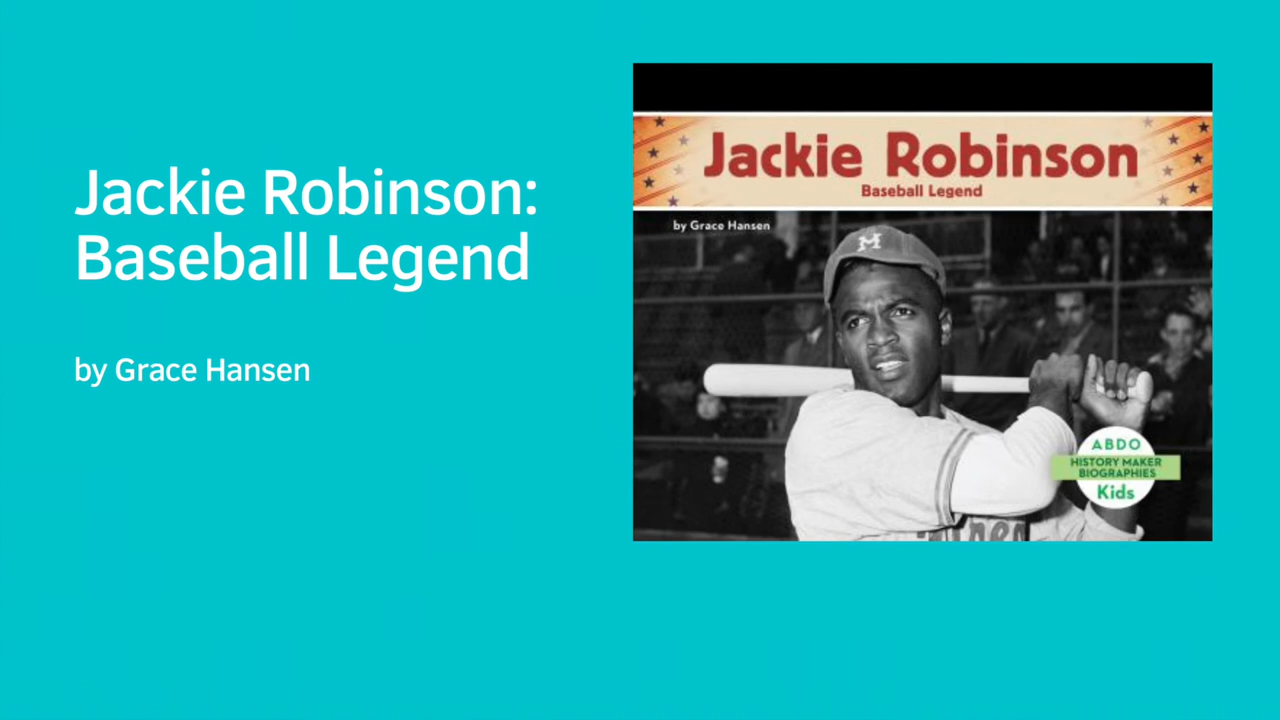 Jackie Robinson:
Baseball Legend
by Grace Hansen
Jackie Robinson
Baseball Legend
by Grace Hansen
M
ABDO
HISTORY MAKER
BIOGRAPHIES
Kids